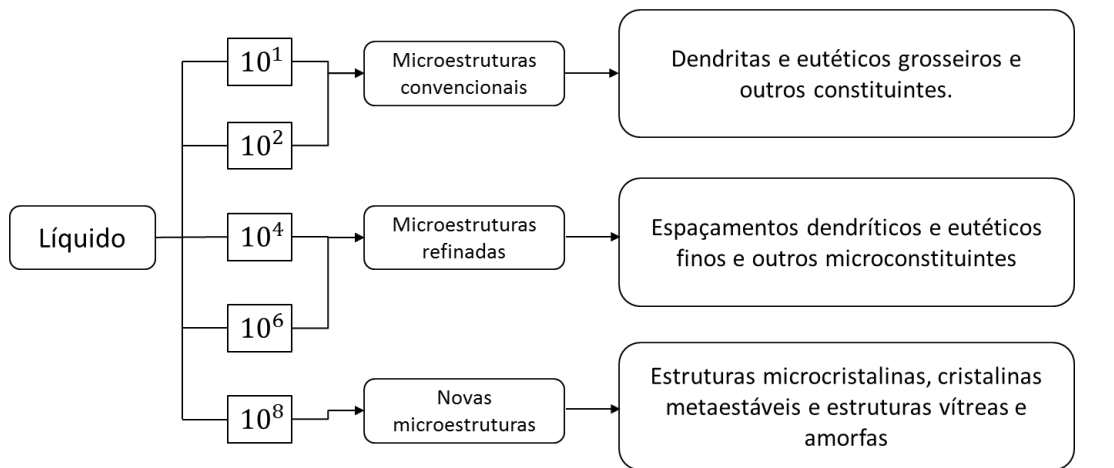 Líquido
10¹
10²
10⁴
10⁶
10⁸
Microestruturas
convencionais
Microestruturas
refinadas
Novas
microestruturas
Dendritas e eutéticos grosseiros e
outros constituintes.
Espaçamentos dendríticos e eutéticos
finos e outros microconstituintes
Estruturas microcristalinas, cristalinas
metaestáveis e estruturas vítreas e
amorfas